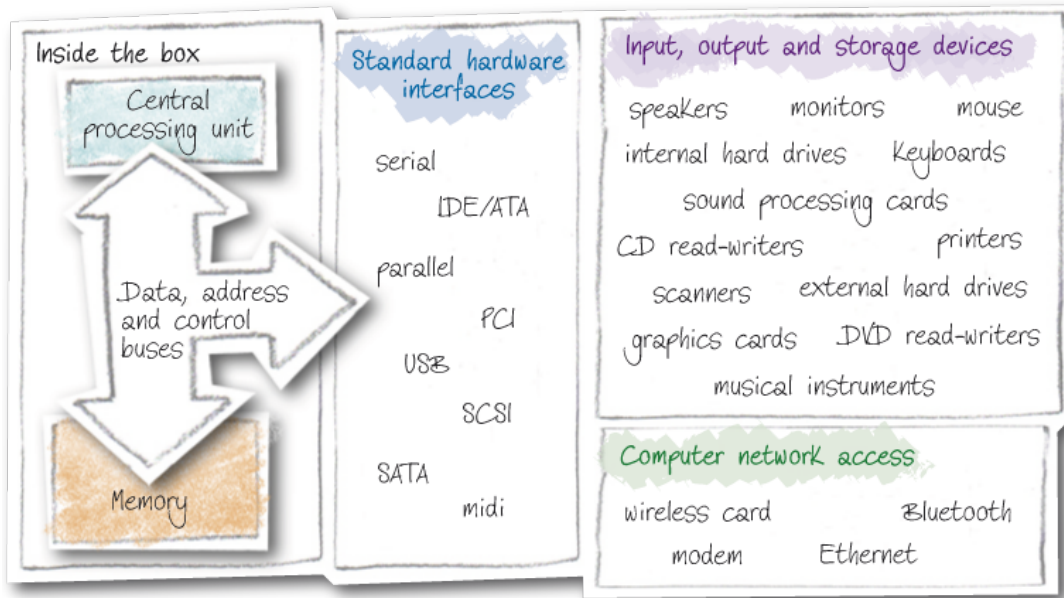 Inside the box
Central
processing unit
Data, address
and control
buses
Memory
Standard hardware
interfaces
serial
IDE/ATA
parallel
PCI
USB
SCSI
SATA
midi
Input, output and storage devices
speakers monitors mouse
internal hard drives keyboards
sound processing cards
CD read-writers printers
scanners external hard drives
graphics cards DVD read-writers
musical instruments
Computer network access
wireless card Bluetooth
modem Ethernet